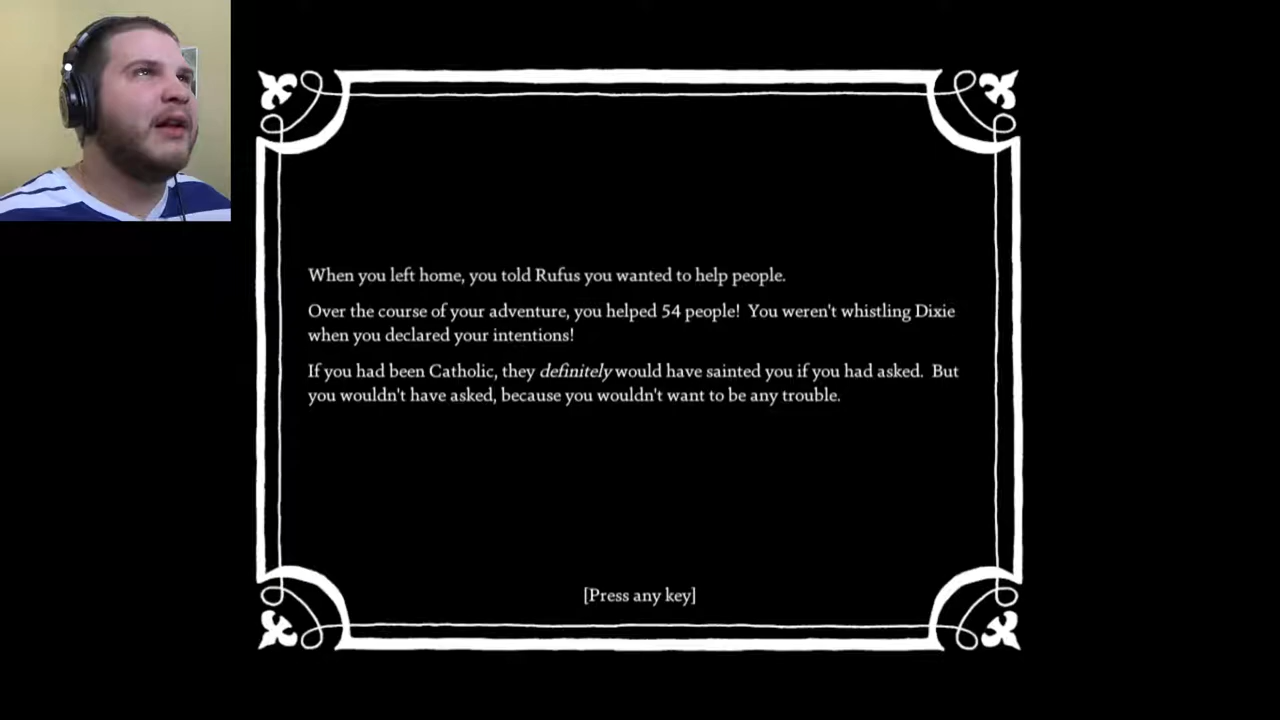 When you left home, you told Rufus you wanted to help people.
Over the course of your adventure, you helped 54 people!  You weren't whistling Dixie
when you declared your intentions!
If you had been Catholic, they definitely would have sainted you if you had asked.  But
you wouldn't have asked, because you wouldn't want to be any trouble.
[Press any key]